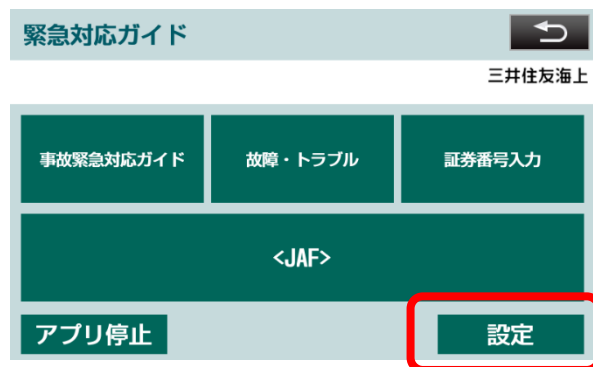 緊急対応ガイド
三井住友海上
事故緊急対応ガイド
故障・トラブル
証券番号入力
<JAF>
アプリ停止
設定